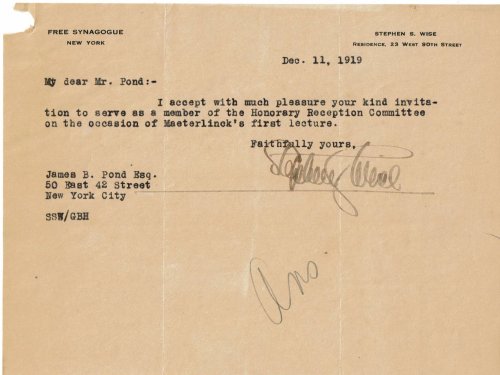 FREE SYNAGOGUE
NEW YORK
STEPHEN S. WISE
RESIDENCE, 23 WEST 90TH STREET
Dec. 11, 1919
My dear Mr. Pond:-
I accept with much pleasure your kind invita-
tion to serve as a member of the Honorary Reception Committee
on the occasion of Maeterlinck's first lecture.
Faithfully yours,
Stephen S. Wise
James B. Pond Esq.
50 East 42 Street
New York City
SSW/GBH
Ans.